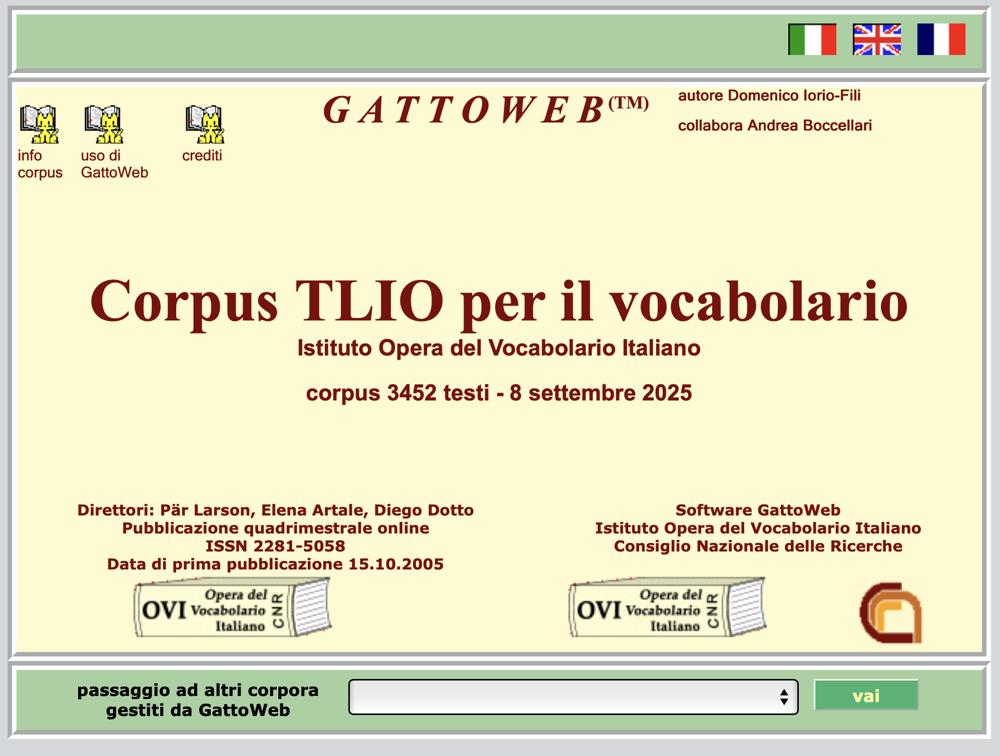 G A T T O W E B (TM)
autore Domenico Iorio-Fili
collabora Andrea Boccellari
info
corpus
uso di
GattoWeb
crediti
Corpus TLIO per il vocabolario
Istituto Opera del Vocabolario Italiano
corpus 3452 testi - 8 settembre 2025
Direttori: Pär Larson, Elena Artale, Diego Dotto
Pubblicazione quadrimestrale online
ISSN 2281-5058
Data di prima pubblicazione 15.10.2005
OVI
Opera del
Vocabolario
Italiano
CNR
Software GattoWeb
Istituto Opera del Vocabolario Italiano
Consiglio Nazionale delle Ricerche
OVI
Opera del
Vocabolario
Italiano
CNR
passaggio ad altri corpora
gestiti da GattoWeb
vai